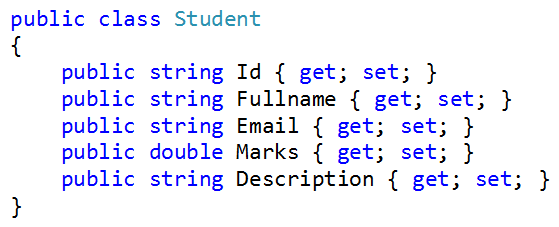 public class Student
{
    public string Id { get; set; }
    public string Fullname { get; set; }
    public string Email { get; set; }
    public double Marks { get; set; }
    public string Description { get; set; }
}